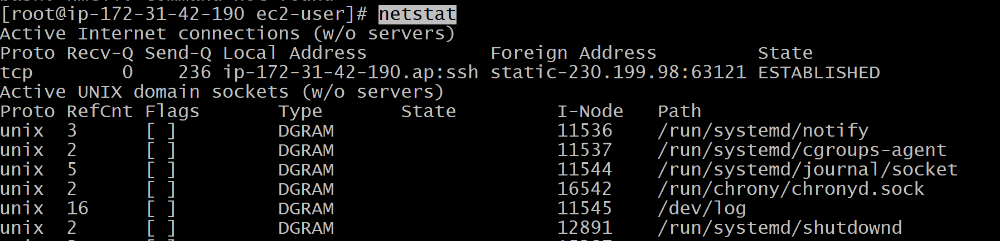 [root@ip-172-31-42-190 ec2-user]# netstat
Active Internet connections (w/o servers)
Proto Recv-Q Send-Q Local Address           Foreign Address         State
tcp        0    236 ip-172-31-42-190.ap:ssh static-230.199.98:63121 ESTABLISHED
Active UNIX domain sockets (w/o servers)
Proto RefCnt Flags       Type       State         I-Node   Path
unix  3      [ ]         DGRAM                    11536    /run/systemd/notify
unix  2      [ ]         DGRAM                    11537    /run/systemd/cgroups-agent
unix  5      [ ]         DGRAM                    11544    /run/systemd/journal/socket
unix  2      [ ]         DGRAM                    16542    /run/chrony/chronyd.sock
unix  16     [ ]         DGRAM                    11545    /dev/log
unix  2      [ ]         DGRAM                    12891    /run/systemd/shutdownd